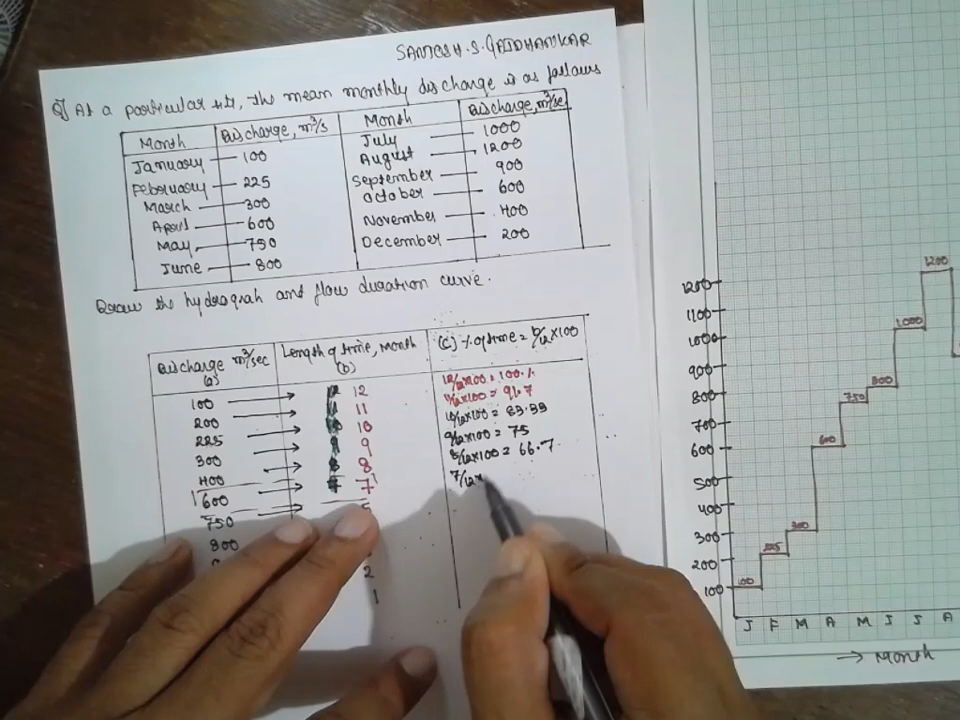 SANTOSH.S.GAIDHANKAR
Q) At a particular site, The mean monthly discharge is as follows
Month Discharge, m³/s Month Discharge, m³/se
January 100 July 1000
February 225 August 1200
March 300 September 900
April 600 October 600
May 750 November 400
June 800 December 200
Draw the hydrograph and flow duration curve.
Discharge m³/sec (a) Length of time, month (b) (c) % of time = b/12 × 100
100 12 12/12×100 = 100%
200 11 11/12×100 = 91.7
225 10 10/12×100 = 83.33
300 9 9/12×100 = 75
400 8 8/12×100 = 66.7
600 7 7/12×
750
800
2
1
1200
1100
1000
900
800
700
600
500
400
300
200
100
100
225
300
600
750
800
1000
1200
J F M A M J J A
→ Month